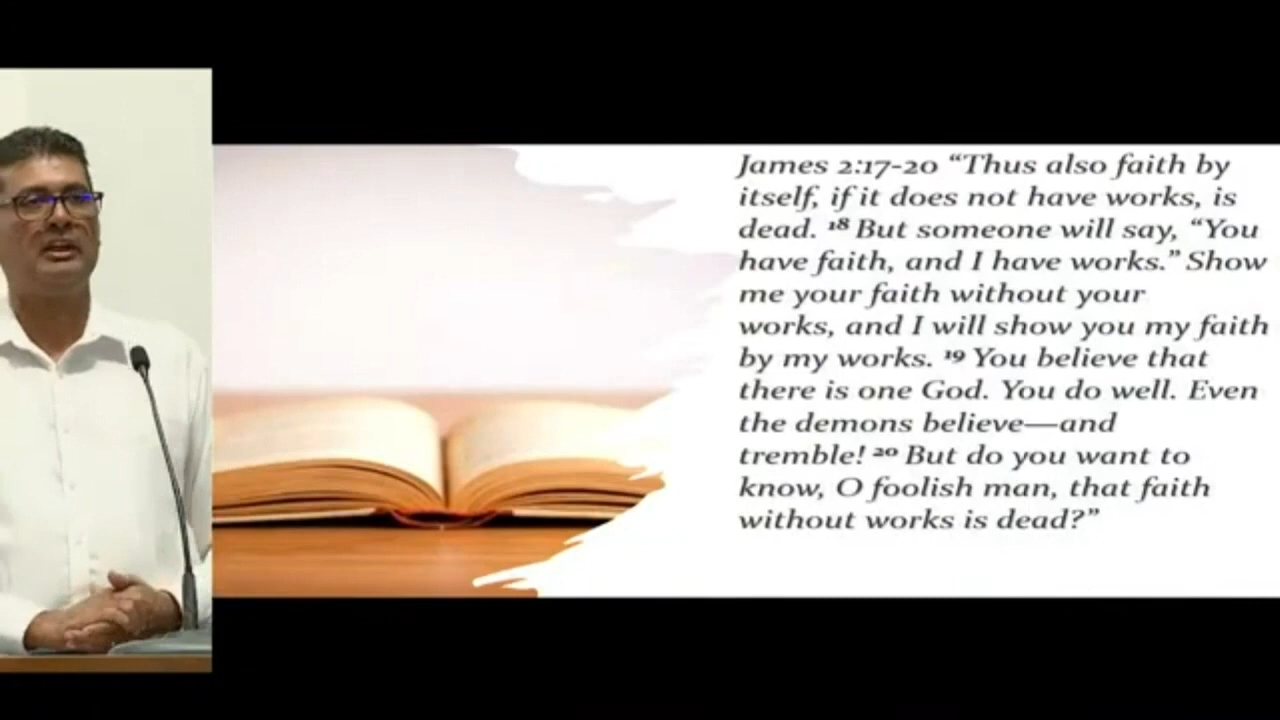 James 2:17-20 “Thus also faith by
itself, if it does not have works, is
dead. ¹⁸ But someone will say, “You
have faith, and I have works.” Show
me your faith without your
works, and I will show you my faith
by my works. ¹⁹ You believe that
there is one God. You do well. Even
the demons believe—and
tremble! ²⁰ But do you want to
know, O foolish man, that faith
without works is dead?”